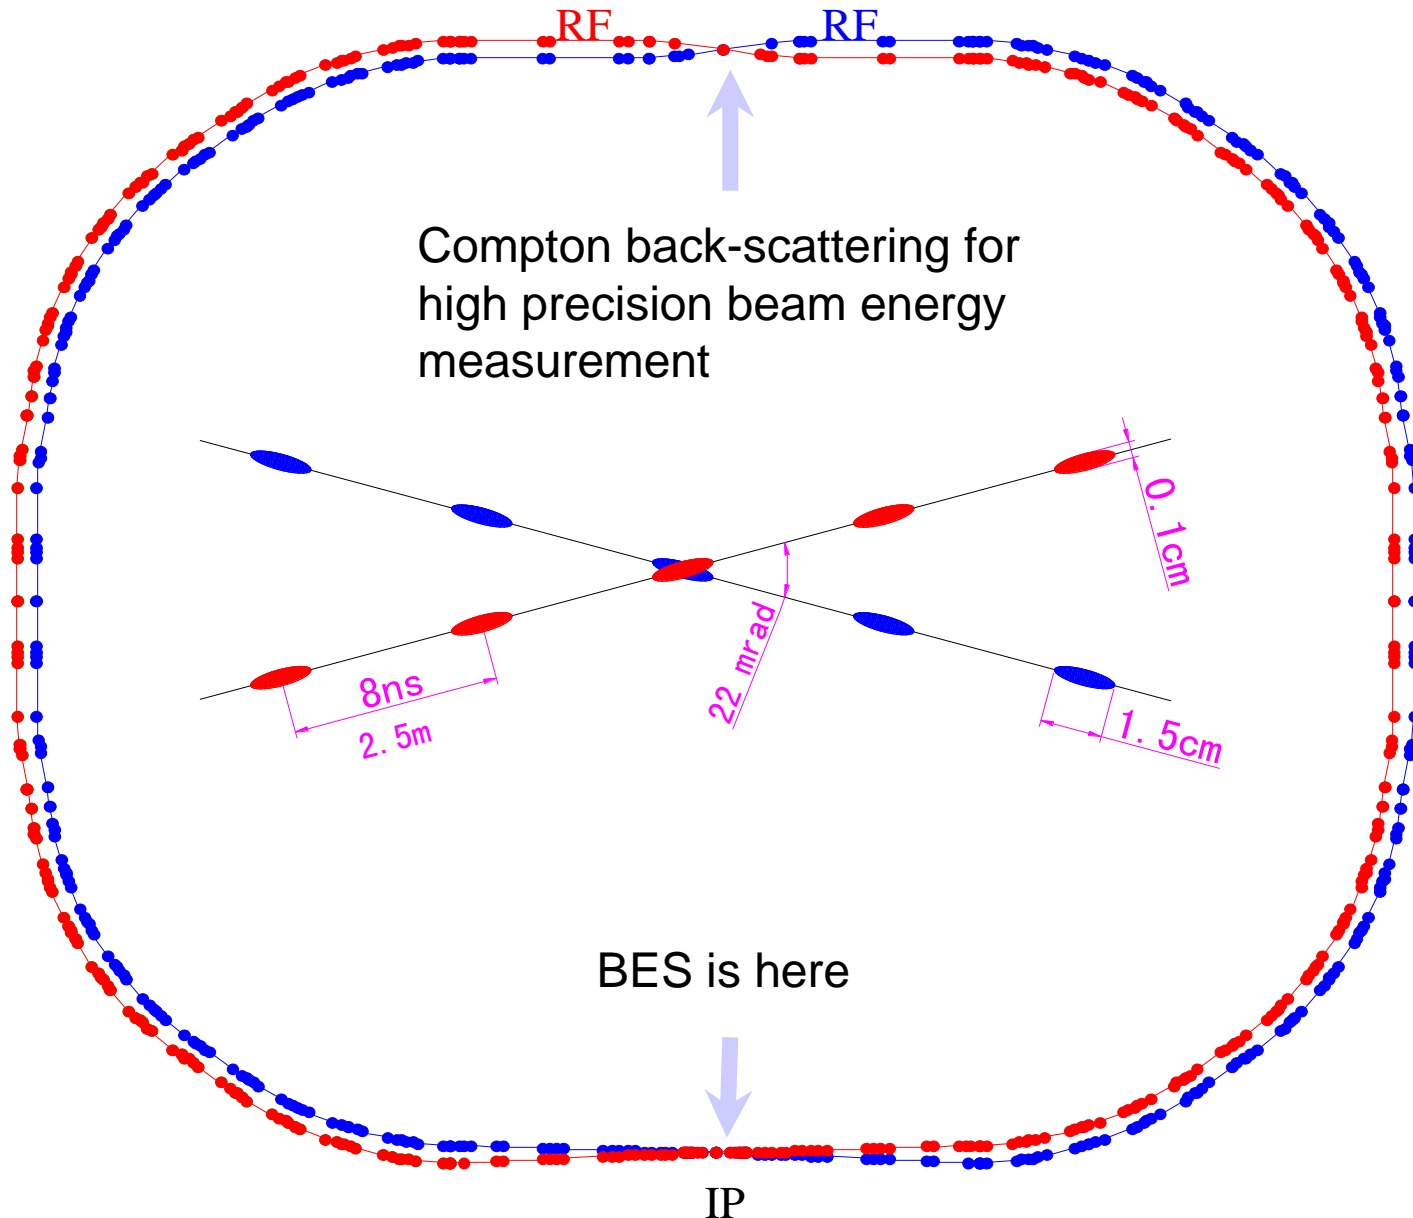 RF RF
Compton back-scattering for
high precision beam energy
measurement
0.1cm
8ns
2.5m
22 mrad
1.5cm
BES is here
IP